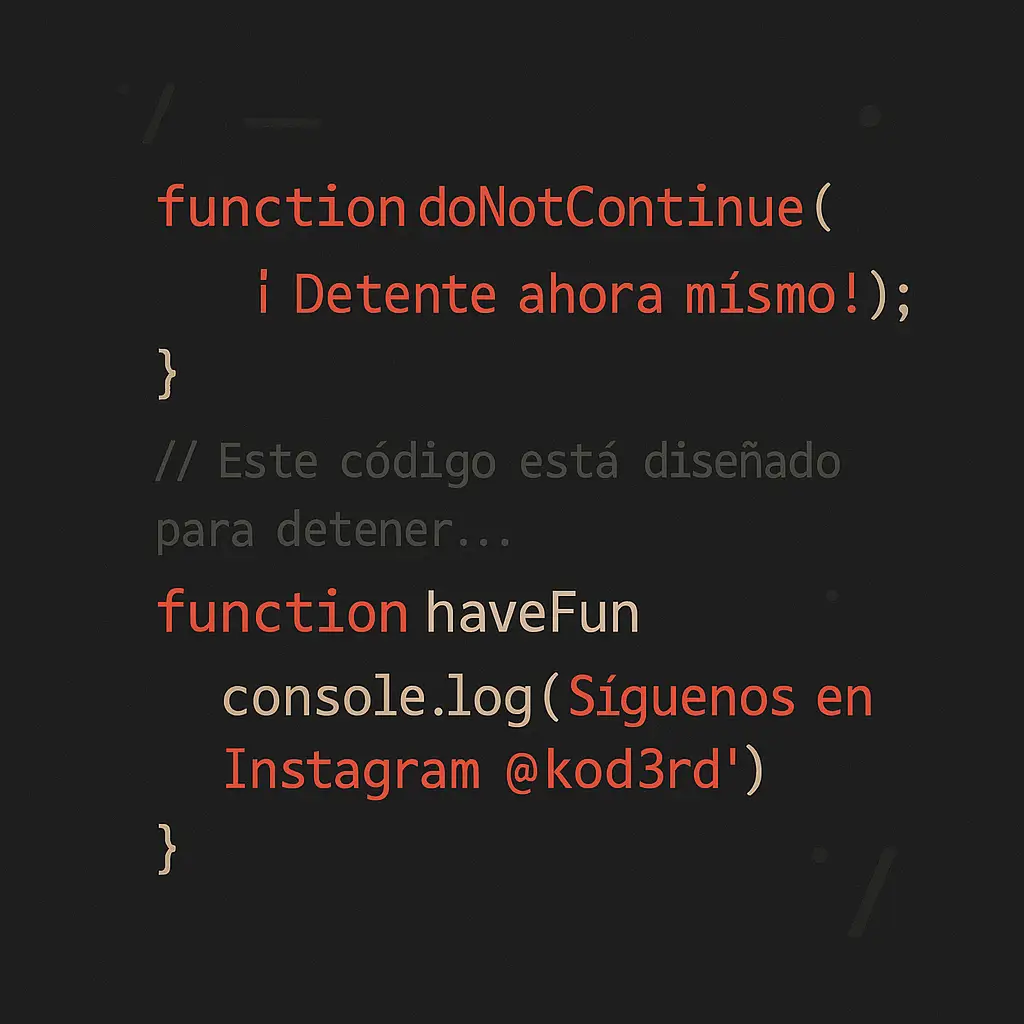 function doNotContinue(
¡ Detente ahora mísmo!);
}
// Este código está diseñado
para detener...
function haveFun
console.log(Síguenos en
Instagram @kod3rd')
}